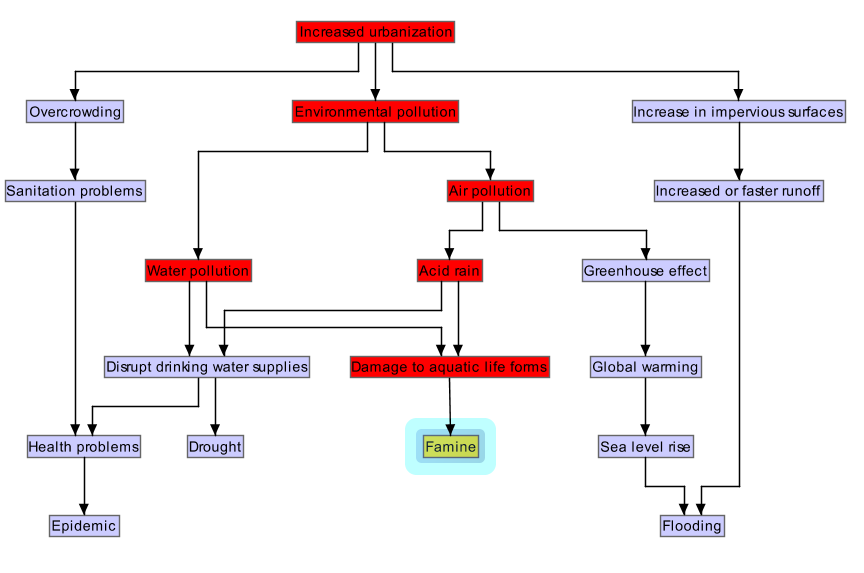 Increased urbanization
Overcrowding
Environmental pollution
Increase in impervious surfaces
Sanitation problems
Air pollution
Increased or faster runoff
Water pollution
Acid rain
Greenhouse effect
Disrupt drinking water supplies
Damage to aquatic life forms
Global warming
Health problems
Drought
Famine
Sea level rise
Epidemic
Flooding